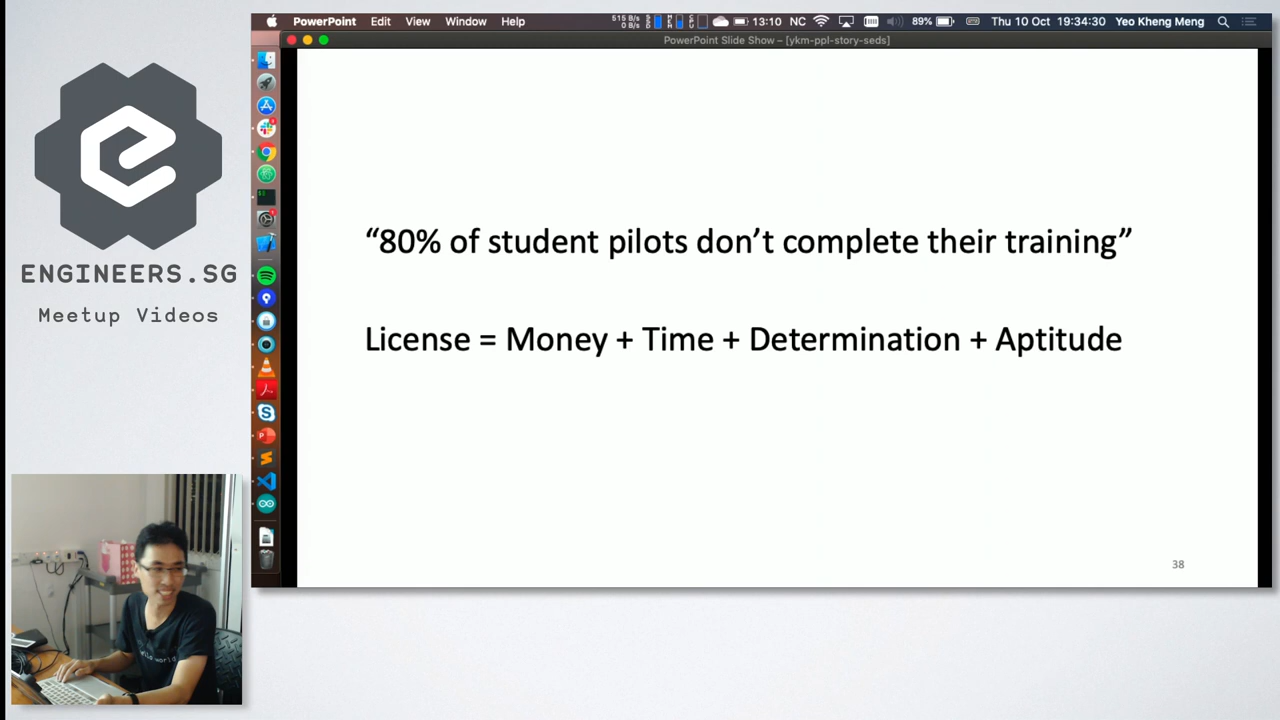 PowerPoint Edit View Window Help 13:10 NC 89% Thu 10 Oct 19:34:30 Yeo Kheng Meng
PowerPoint Slide Show – [ykm-ppl-story-seds]
ENGINEERS.SG
Meetup Videos
“80% of student pilots don’t complete their training”
License = Money + Time + Determination + Aptitude
38
hello world